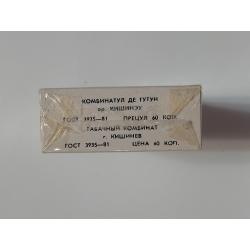 КОМБИНАТУЛ ДЕ ТУТУН
ор. КИШИНЭУ
ГОСТ 3935—81 ПРЕЦУЛ 60 КОП.
ТАБАЧНЫЙ КОМБИНАТ
г. КИШИНЕВ
ГОСТ 3935—81 ЦЕНА 60 КОП.